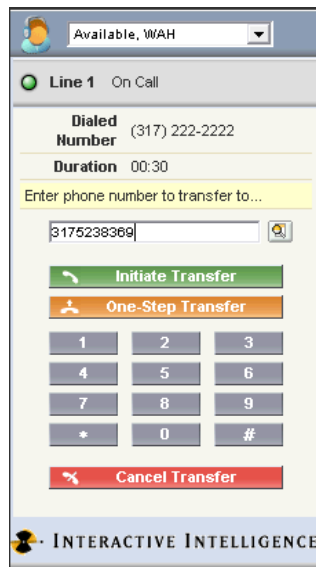 Available, WAH
Line 1 On Call
Dialed Number (317) 222-2222
Duration 00:30
Enter phone number to transfer to...
3175238369
Initiate Transfer
One-Step Transfer
1 2 3
4 5 6
7 8 9
* 0 #
Cancel Transfer
INTERACTIVE INTELLIGENCE